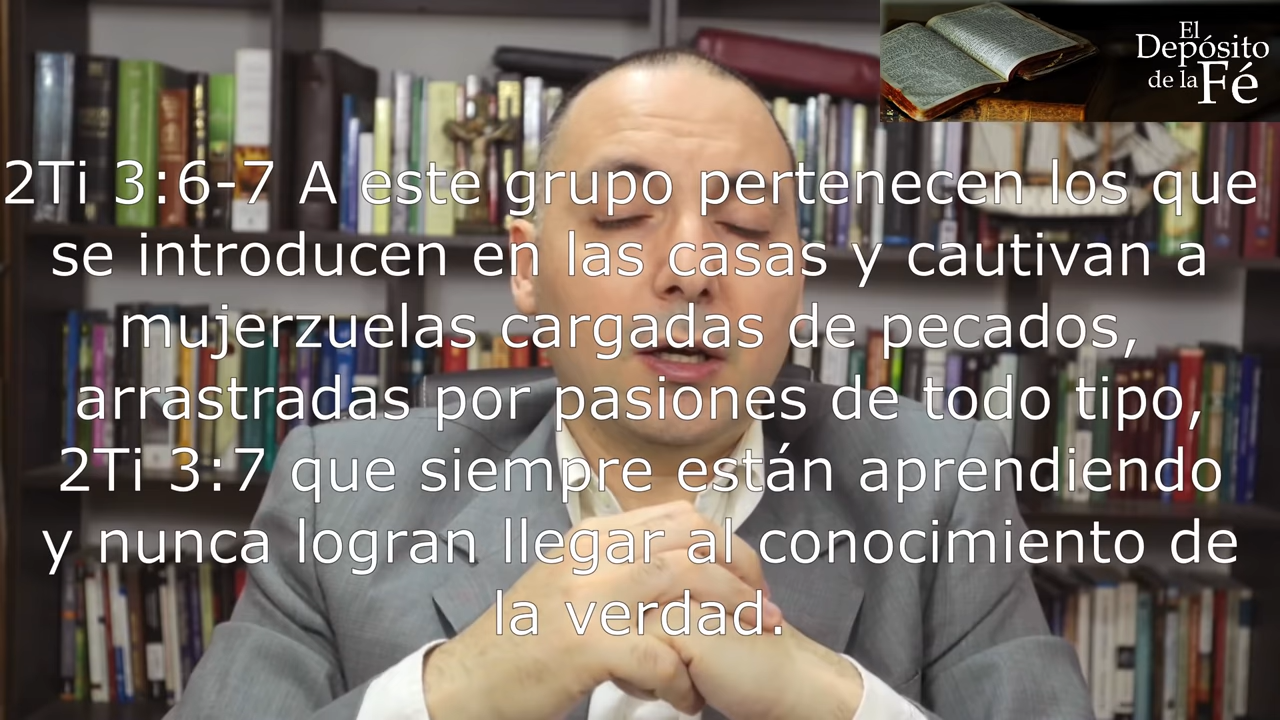 El
Depósito
de la Fé
2Ti 3:6-7 A este grupo pertenecen los que
se introducen en las casas y cautivan a
mujerzuelas cargadas de pecados,
arrastradas por pasiones de todo tipo,
2Ti 3:7 que siempre están aprendiendo
y nunca logran llegar al conocimiento de
la verdad.